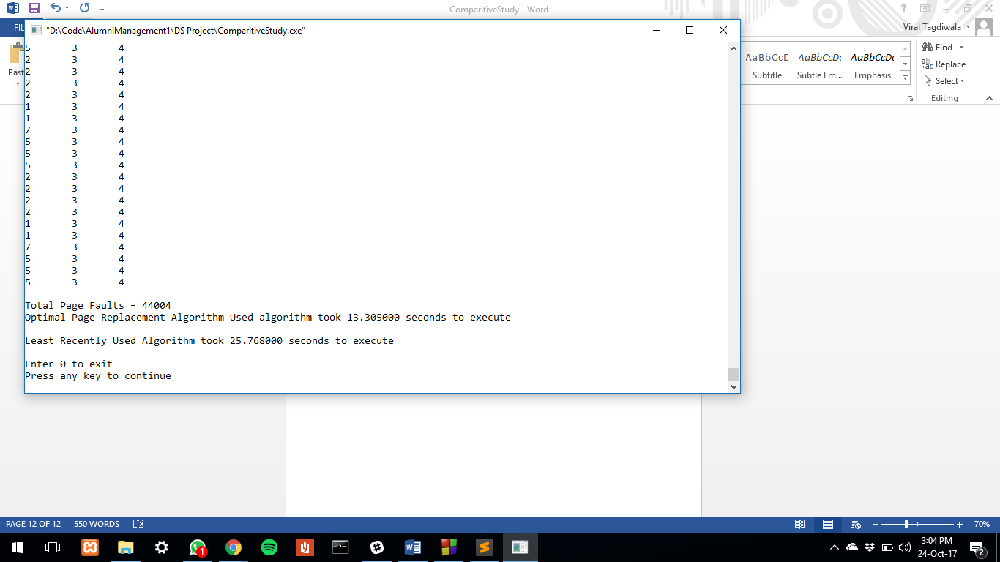 ComparitiveStudy - Word
?
FIL
Viral Tagdiwala
"D:\Code\AlumniManagement1\DS Project\ComparitiveStudy.exe"
Past
AaBbCcD AaBbCcDc AaBbCcDc
Subtitle Subtle Em... Emphasis
Find
Replace
Select
Editing
5 3 4
2 3 4
2 3 4
2 3 4
2 3 4
1 3 4
1 3 4
7 3 4
5 3 4
5 3 4
5 3 4
2 3 4
2 3 4
2 3 4
2 3 4
1 3 4
1 3 4
7 3 4
5 3 4
5 3 4
5 3 4
Total Page Faults = 44004
Optimal Page Replacement Algorithm Used algorithm took 13.305000 seconds to execute
Least Recently Used Algorithm took 25.768000 seconds to execute
Enter 0 to exit
Press any key to continue
PAGE 12 OF 12 550 WORDS
70%
1
3:04 PM
24-Oct-17
2